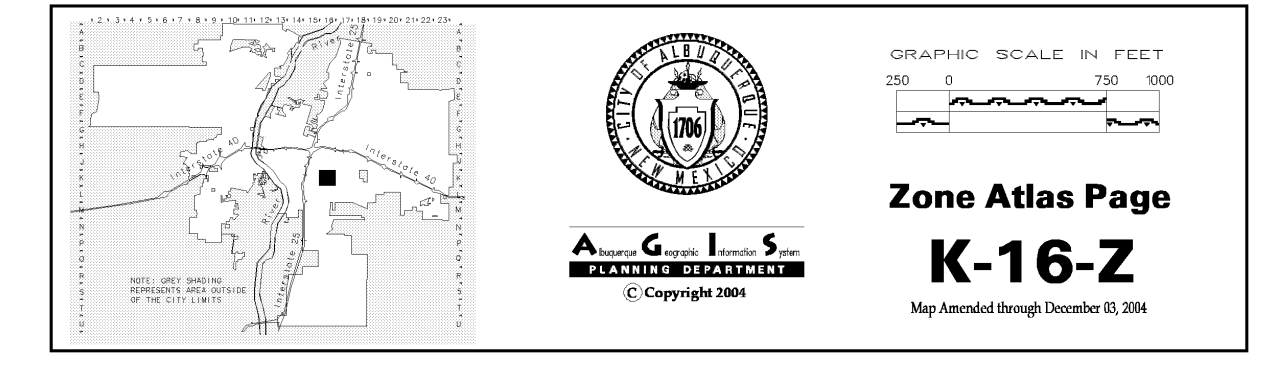 1 2 3 4 5 6 7 8 9 10 11 12 13 14 15 16 17 18 19 20 21 22 23
A B C D E F G H J K L M N P Q R S T U
River
Interstate 25
Interstate 40
Interstate 40
River
Interstate 25
A B C D E F G H J K L M N P Q R S T U
NOTE: GREY SHADING
REPRESENTS AREA OUTSIDE
OF THE CITY LIMITS
CITY OF ALBUQUERQUE
1706
NEW MEXICO
Albuquerque Geographic Information System
PLANNING DEPARTMENT
© Copyright 2004
GRAPHIC SCALE IN FEET
250 0 750 1000
Zone Atlas Page
K-16-Z
Map Amended through December 03, 2004